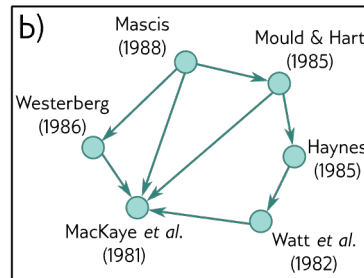 b)
Mascis
(1988)
Mould & Hart
(1985)
Westerberg
(1986)
Haynes
(1985)
MacKaye et al.
(1981)
Watt et al.
(1982)